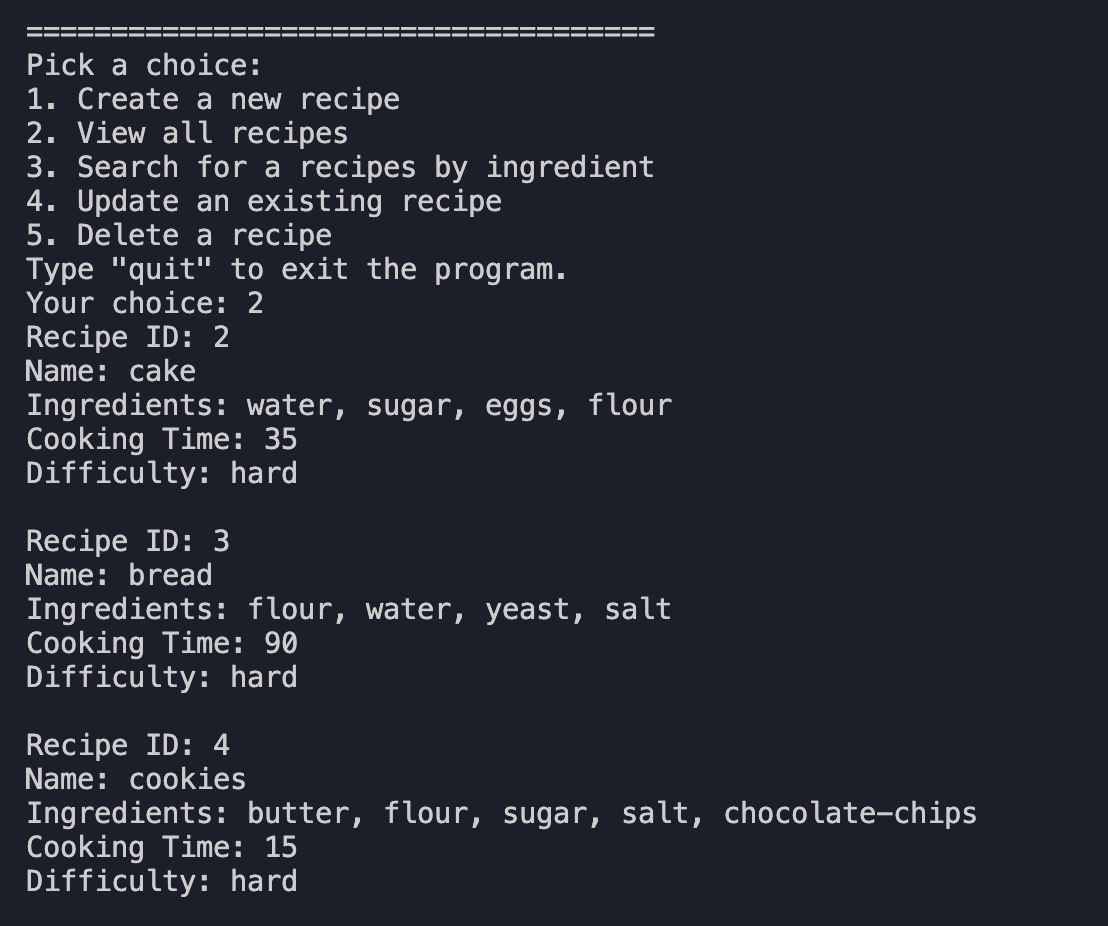 =====================================
Pick a choice:
1. Create a new recipe
2. View all recipes
3. Search for a recipes by ingredient
4. Update an existing recipe
5. Delete a recipe
Type "quit" to exit the program.
Your choice: 2
Recipe ID: 2
Name: cake
Ingredients: water, sugar, eggs, flour
Cooking Time: 35
Difficulty: hard
Recipe ID: 3
Name: bread
Ingredients: flour, water, yeast, salt
Cooking Time: 90
Difficulty: hard
Recipe ID: 4
Name: cookies
Ingredients: butter, flour, sugar, salt, chocolate-chips
Cooking Time: 15
Difficulty: hard